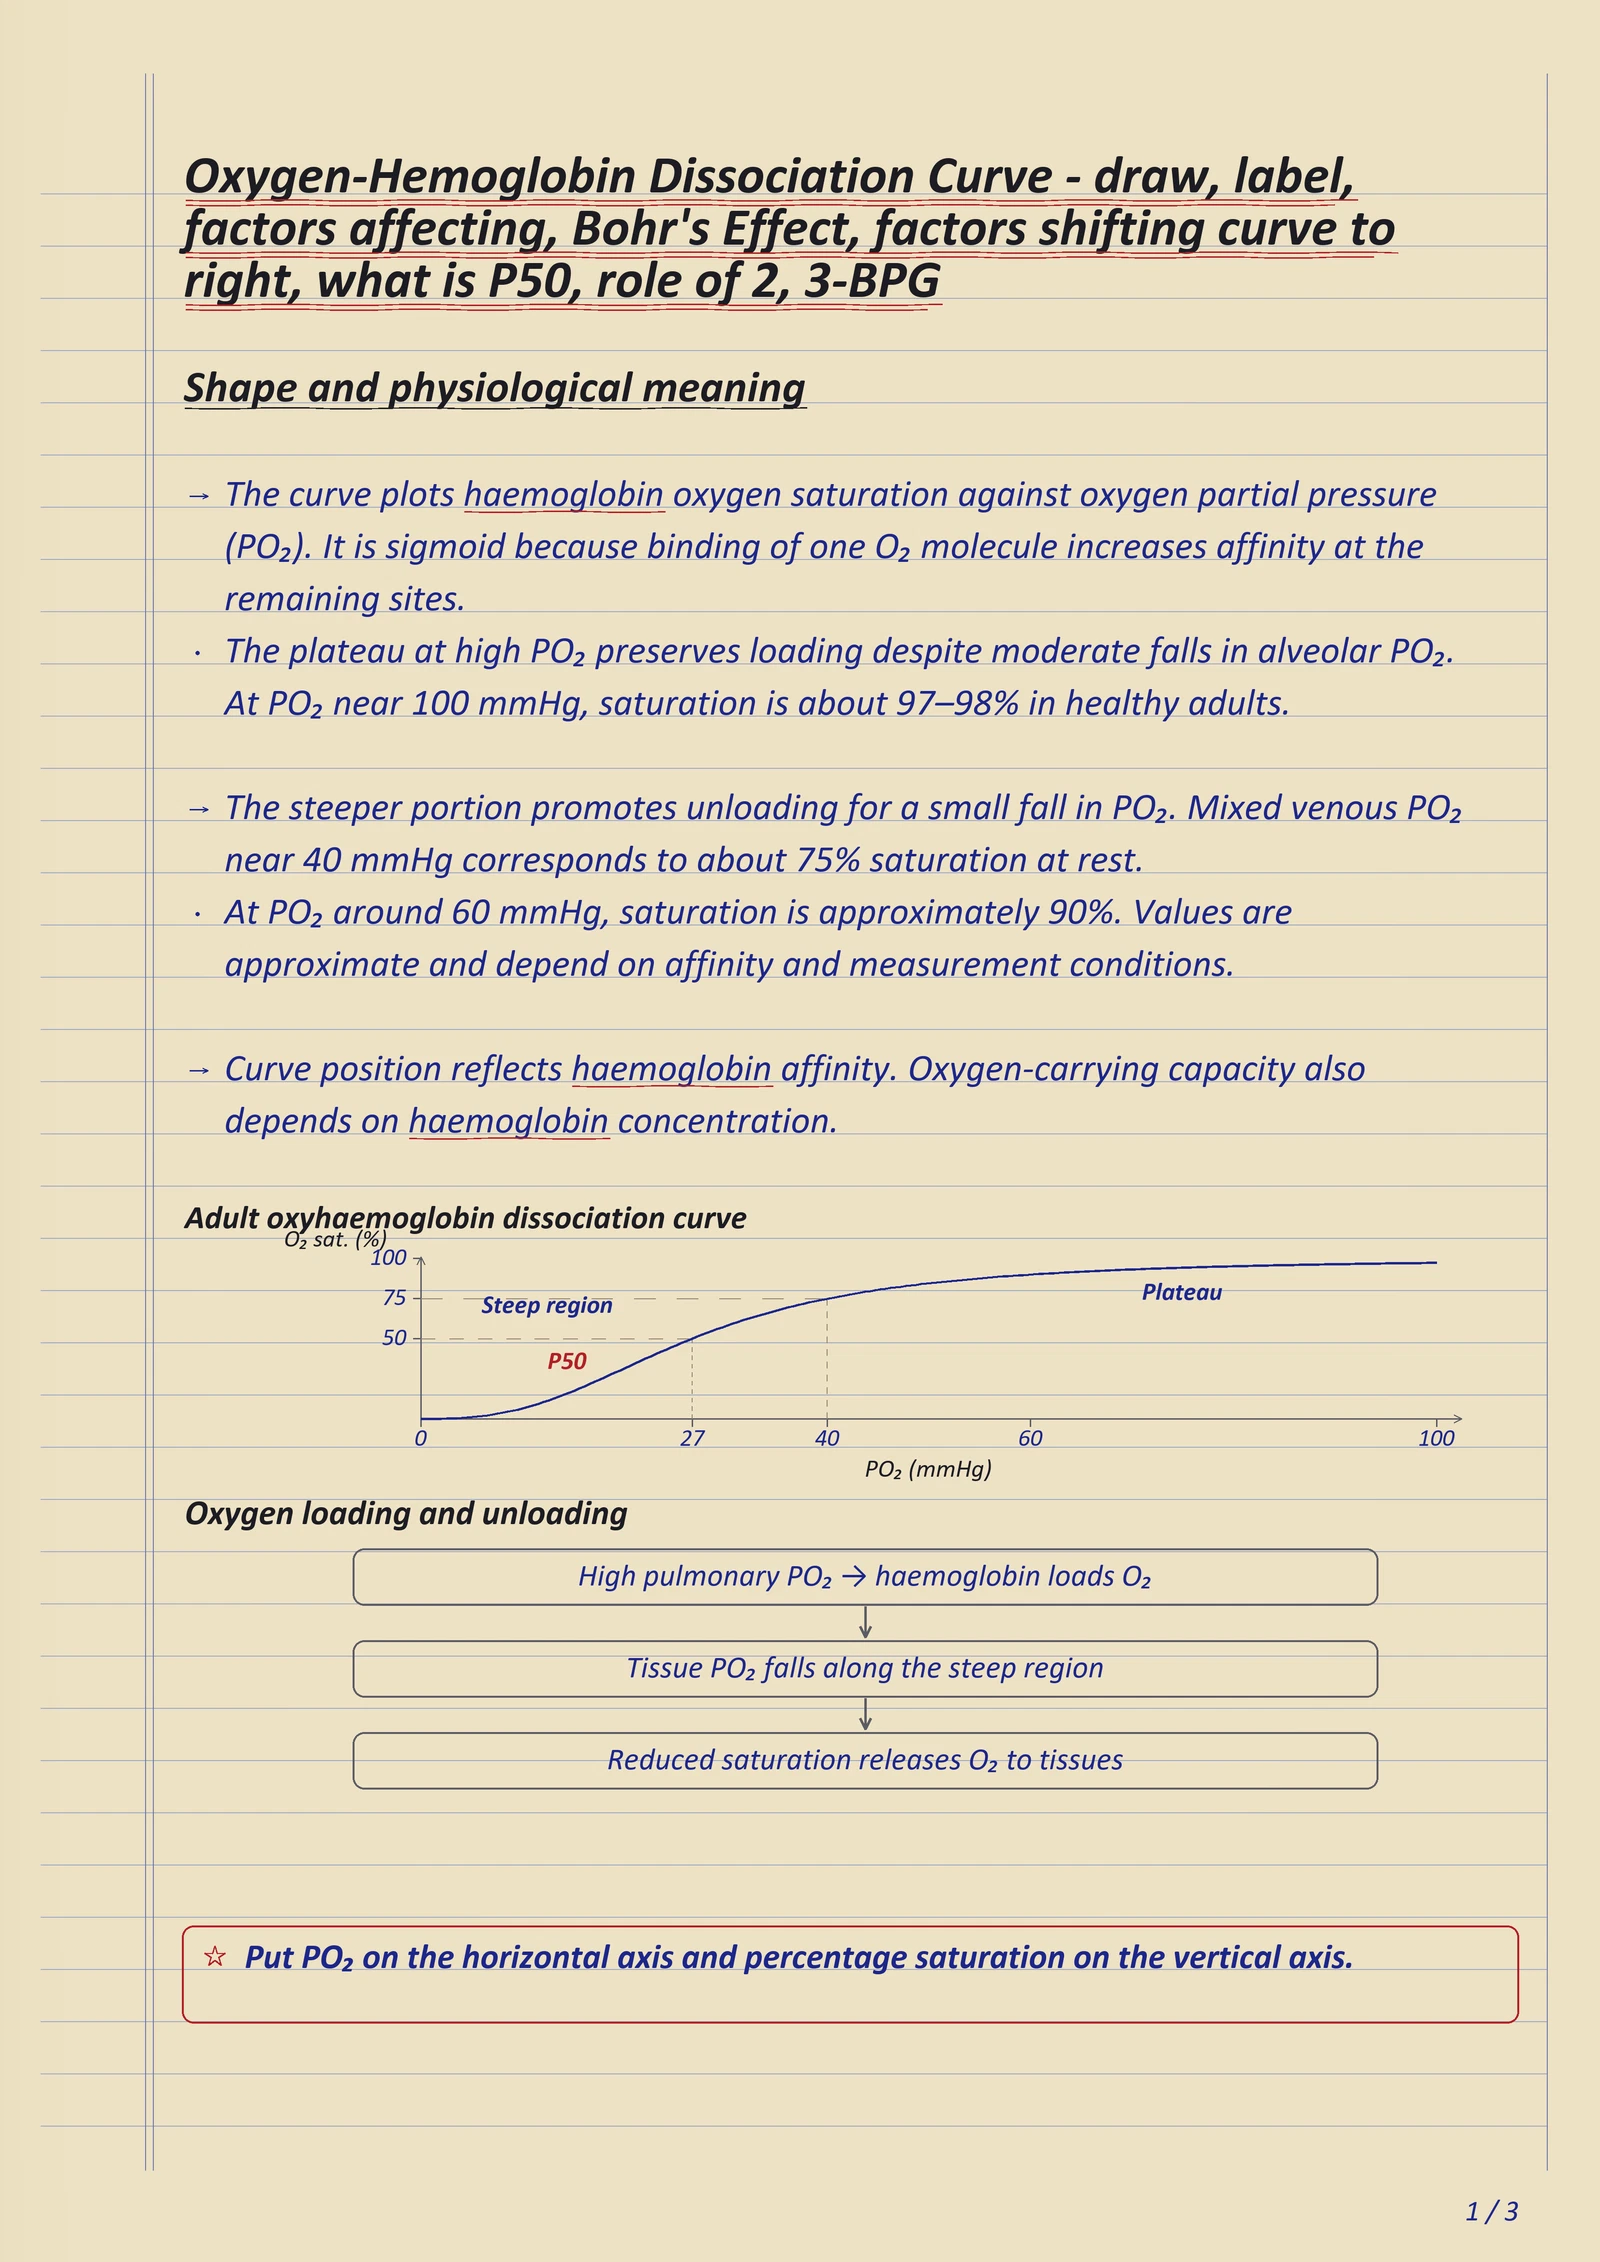 Oxygen-Hemoglobin Dissociation Curve - draw, label,
factors affecting, Bohr's Effect, factors shifting curve to
right, what is P50, role of 2, 3-BPG
Shape and physiological meaning
→ The curve plots haemoglobin oxygen saturation against oxygen partial pressure
(PO₂). It is sigmoid because binding of one O₂ molecule increases affinity at the
remaining sites.
· The plateau at high PO₂ preserves loading despite moderate falls in alveolar PO₂.
At PO₂ near 100 mmHg, saturation is about 97–98% in healthy adults.
→ The steeper portion promotes unloading for a small fall in PO₂. Mixed venous PO₂
near 40 mmHg corresponds to about 75% saturation at rest.
· At PO₂ around 60 mmHg, saturation is approximately 90%. Values are
approximate and depend on affinity and measurement conditions.
→ Curve position reflects haemoglobin affinity. Oxygen-carrying capacity also
depends on haemoglobin concentration.
Adult oxyhaemoglobin dissociation curve
O₂ sat. (%)
100
75
Steep region
Plateau
50
P50
0 27 40 60 100
PO₂ (mmHg)
Oxygen loading and unloading
High pulmonary PO₂ → haemoglobin loads O₂
Tissue PO₂ falls along the steep region
Reduced saturation releases O₂ to tissues
☆ Put PO₂ on the horizontal axis and percentage saturation on the vertical axis.
1 / 3